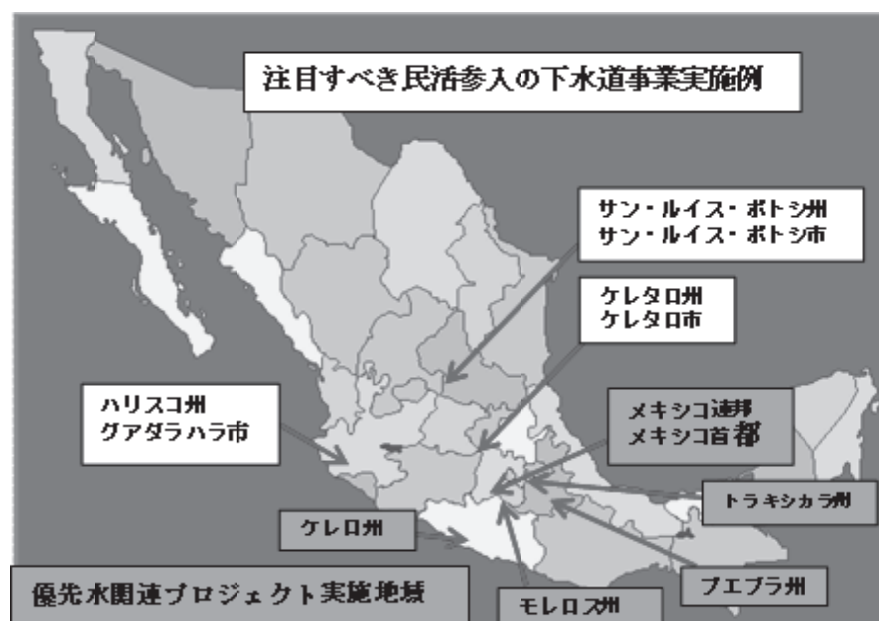 注目すべき民活参入の下水道事業実施例
サン・ルイス・ポトシ州
サン・ルイス・ポトシ市
ケレタロ州
ケレタロ市
ハリスコ州
グアダラハラ市
メキシコ連邦
メキシコ首都
トラキシカラ州
ケレロ州
プエブラ州
モレロス州
優先水関連プロジェクト実施地域